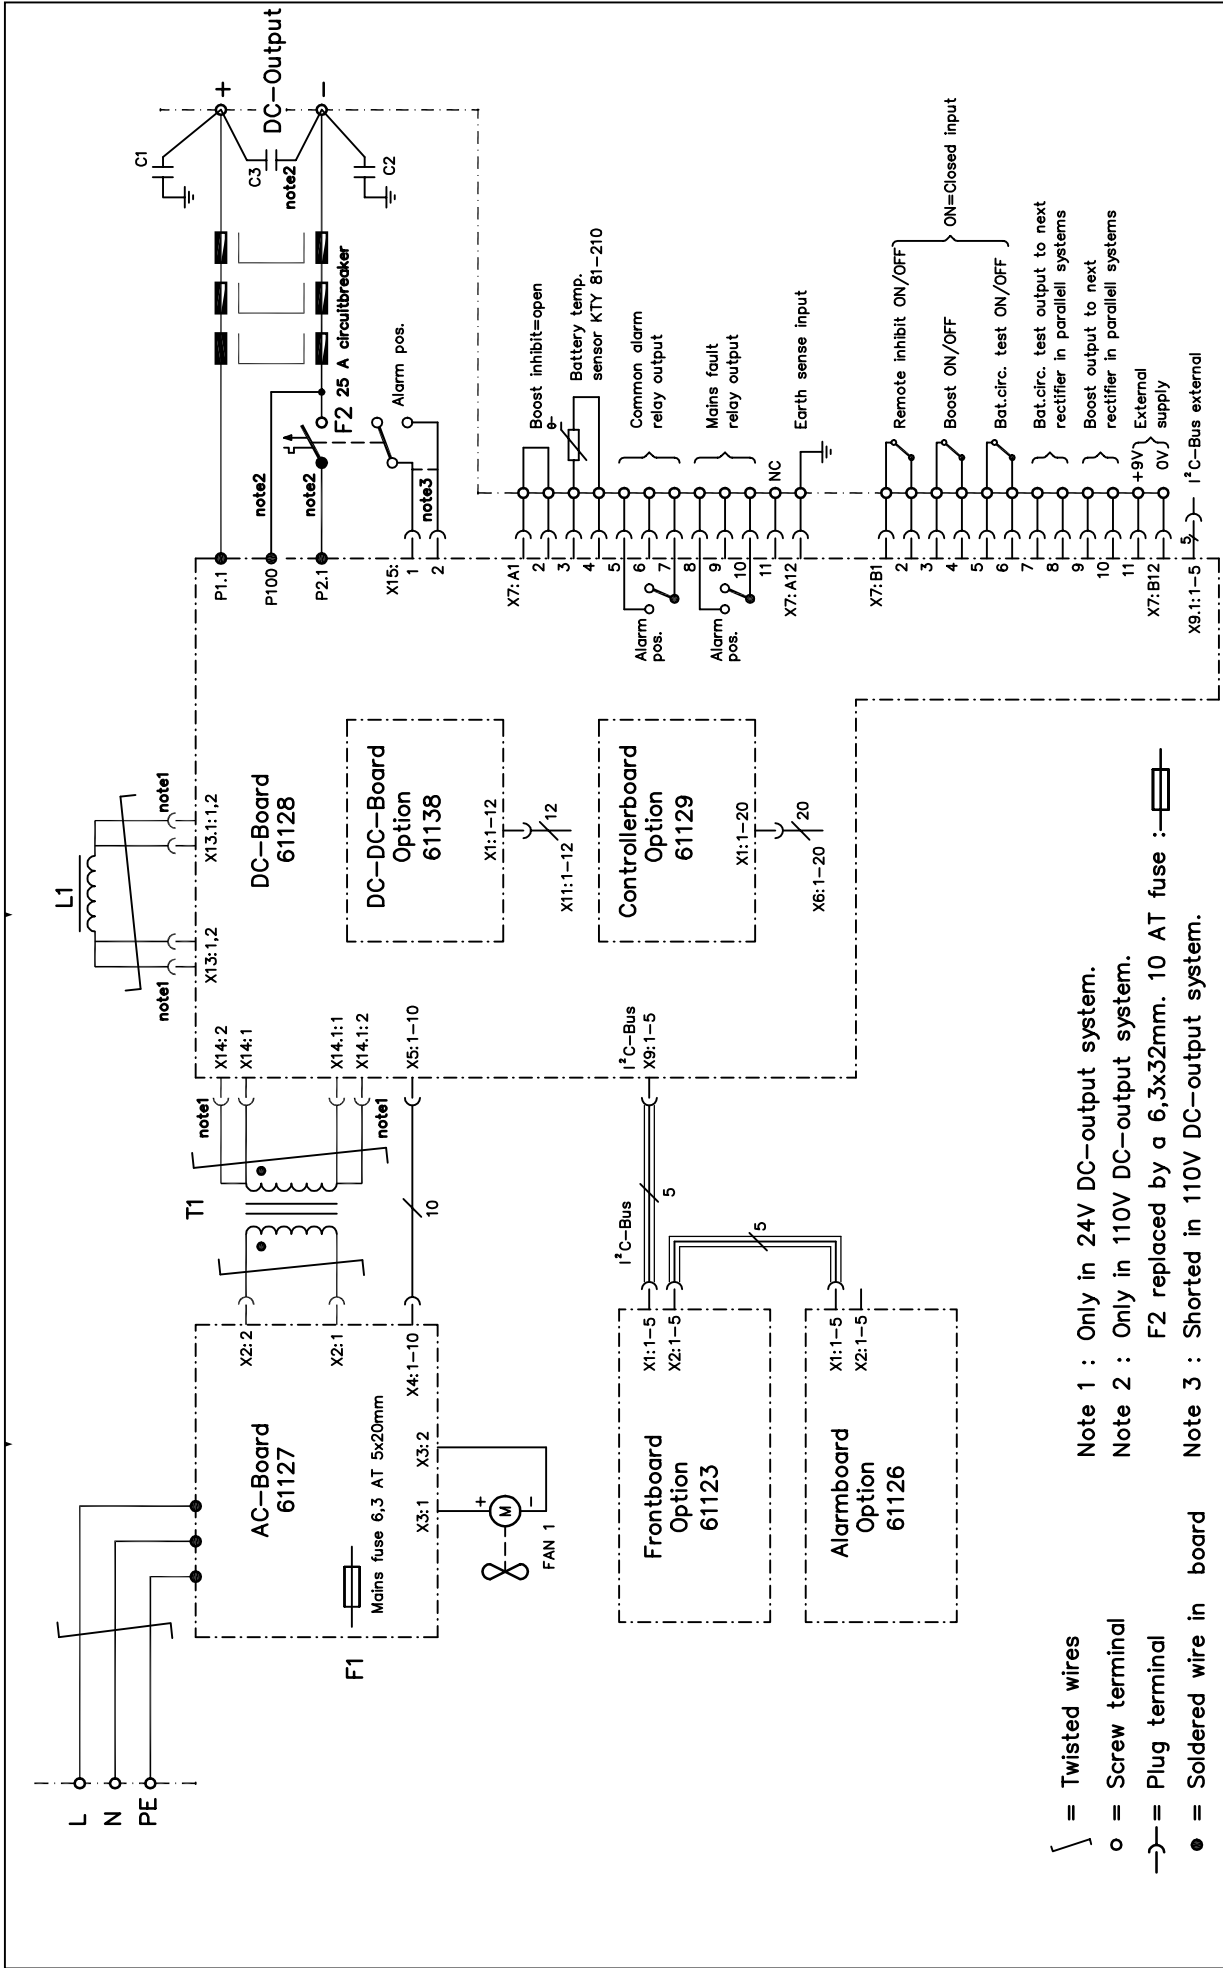 L
N
PE
F1
AC-Board
61127
Mains fuse 6,3 AT 5x20mm
X2:2
X2:1
X4:1-10
X3:1
X3:2
+
M
-
FAN 1
T1
note1
note1
10
X14:2
X14:1
X14.1:1
X14.1:2
X5:1-10
L1
note1
note1
X13:1,2
X13.1:1,2
DC-Board
61128
DC-DC-Board
Option
61138
X1:1-12
12
X11:1-12
Controllerboard
Option
61129
X1:1-20
20
X6:1-20
I²C-Bus
X9:1-5
I²C-Bus
5
5
Frontboard
Option
61123
X1:1-5
X2:1-5
Alarmboard
Option
61126
X1:1-5
X2:1-5
P1.1
P100
P2.1
note2
note2
X15:
1
2
note3
F2 25 A circuitbreaker
Alarm pos.
C1
C3
note2
C2
+
DC-Output
-
X7:A1
2
3
4
5
6
7
8
9
10
11
X7:A12
Alarm
pos.
Alarm
pos.
NC
Boost inhibit=open
Battery temp.
sensor KTY 81-210
Common alarm
relay output
Mains fault
relay output
Earth sense input
X7:B1
2
3
4
5
6
7
8
9
10
11
X7:B12
X9.1:1-5
5
I²C-Bus external
Remote inhibit ON/OFF
Boost ON/OFF
Bat.circ. test ON/OFF
ON=Closed input
Bat.circ. test output to next
rectifier in parallell systems
Boost output to next
rectifier in parallell systems
+9V
0V
External
supply
= Twisted wires
= Screw terminal
= Plug terminal
= Soldered wire in board
Note 1 : Only in 24V DC-output system.
Note 2 : Only in 110V DC-output system.
F2 replaced by a 6,3x32mm. 10 AT fuse :
Note 3 : Shorted in 110V DC-output system.